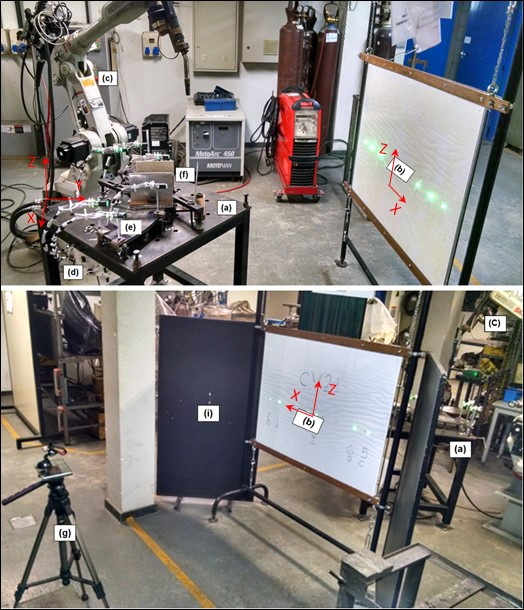 (c)
MotoArc 450
MOTOMAN
Z
Y
X
(f)
(a)
(e)
(d)
Z
(b)
X
(C)
Z
X
(b)
(i)
(a)
(g)